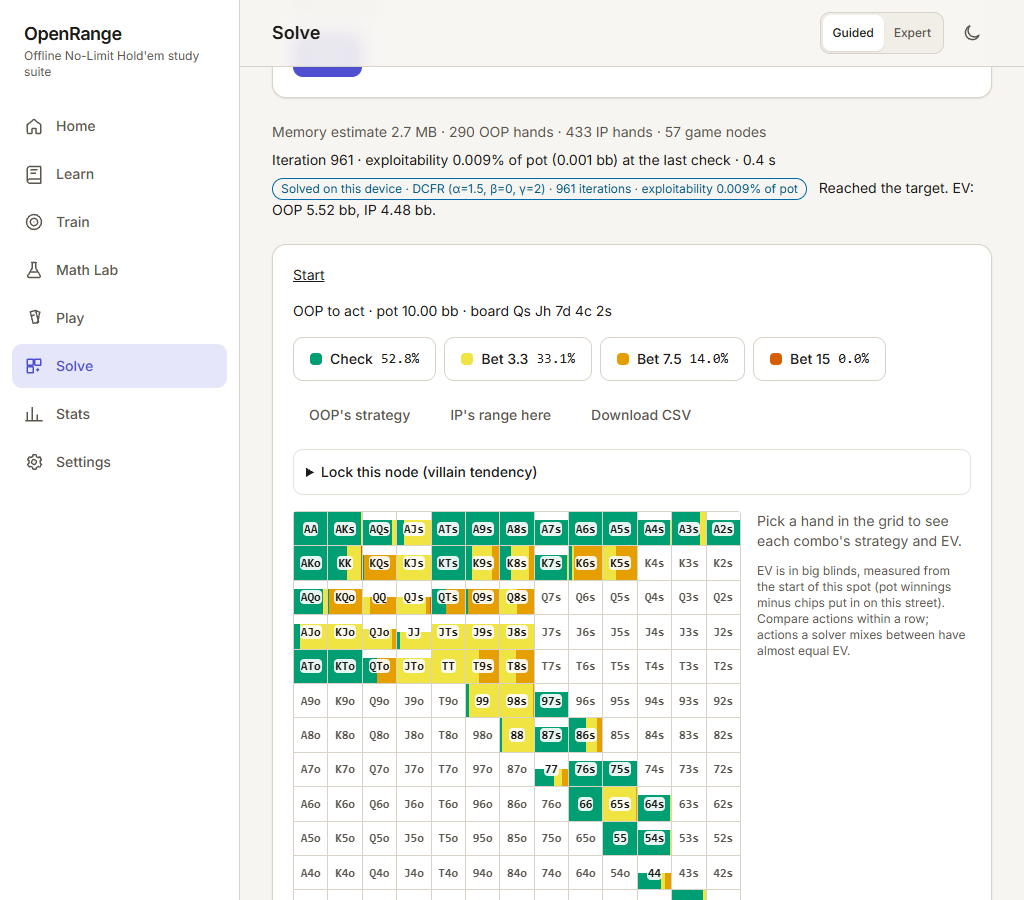 OpenRange
Offline No-Limit Hold'em study
suite
Home
Learn
Train
Math Lab
Play
Solve
Stats
Settings
Solve
Guided Expert
Memory estimate 2.7 MB · 290 OOP hands · 433 IP hands · 57 game nodes
Iteration 961 · exploitability 0.009% of pot (0.001 bb) at the last check · 0.4 s
Solved on this device · DCFR (α=1.5, β=0, γ=2) · 961 iterations · exploitability 0.009% of pot Reached the target. EV:
OOP 5.52 bb, IP 4.48 bb.
Start
OOP to act · pot 10.00 bb · board Qs Jh 7d 4c 2s
Check 52.8% Bet 3.3 33.1% Bet 7.5 14.0% Bet 15 0.0%
OOP's strategy IP's range here Download CSV
Lock this node (villain tendency)
AA AKs AQs AJs ATs A9s A8s A7s A6s A5s A4s A3s A2s
AKo KK KQs KJs KTs K9s K8s K7s K6s K5s K4s K3s K2s
AQo KQo QQ QJs QTs Q9s Q8s Q7s Q6s Q5s Q4s Q3s Q2s
AJo KJo QJo JJ JTs J9s J8s J7s J6s J5s J4s J3s J2s
ATo KTo QTo JTo TT T9s T8s T7s T6s T5s T4s T3s T2s
A9o K9o Q9o J9o T9o 99 98s 97s 96s 95s 94s 93s 92s
A8o K8o Q8o J8o T8o 98o 88 87s 86s 85s 84s 83s 82s
A7o K7o Q7o J7o T7o 97o 87o 77 76s 75s 74s 73s 72s
A6o K6o Q6o J6o T6o 96o 86o 76o 66 65s 64s 63s 62s
A5o K5o Q5o J5o T5o 95o 85o 75o 65o 55 54s 53s 52s
A4o K4o Q4o J4o T4o 94o 84o 74o 64o 54o 44 43s 42s
Pick a hand in the grid to see
each combo's strategy and EV.
EV is in big blinds, measured from
the start of this spot (pot winnings
minus chips put in on this street).
Compare actions within a row;
actions a solver mixes between have
almost equal EV.